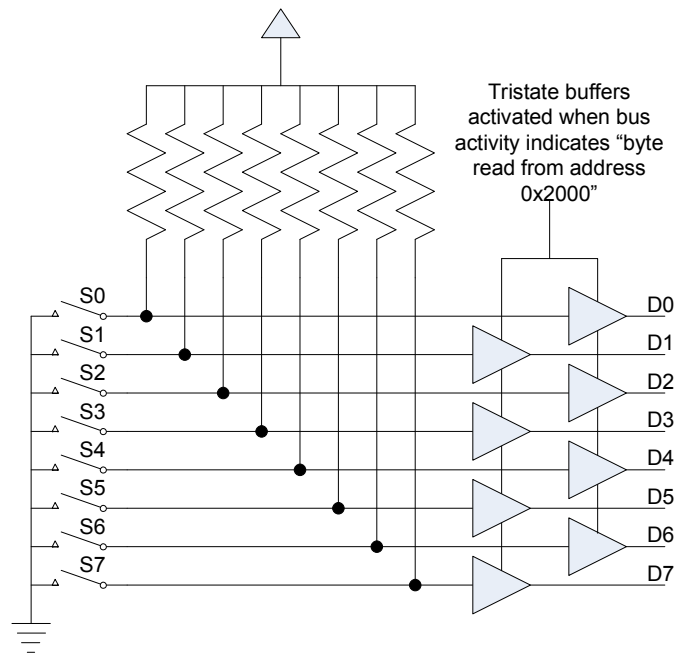 Tristate buffers
activated when bus
activity indicates “byte
read from address
0x2000”
S0
D0
S1
D1
S2
D2
S3
D3
S4
D4
S5
D5
S6
D6
S7
D7